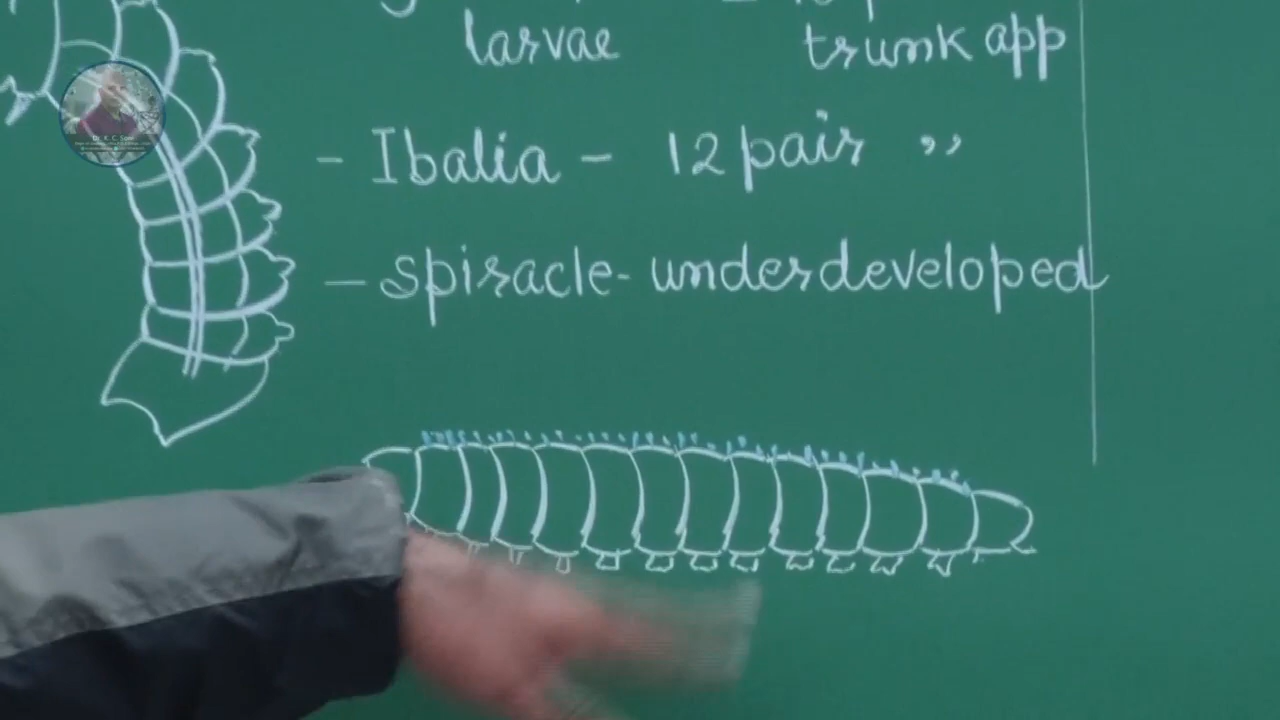 larvae trunk app
- Ibalia - 12 pair ,,
- spiracle - underdeveloped